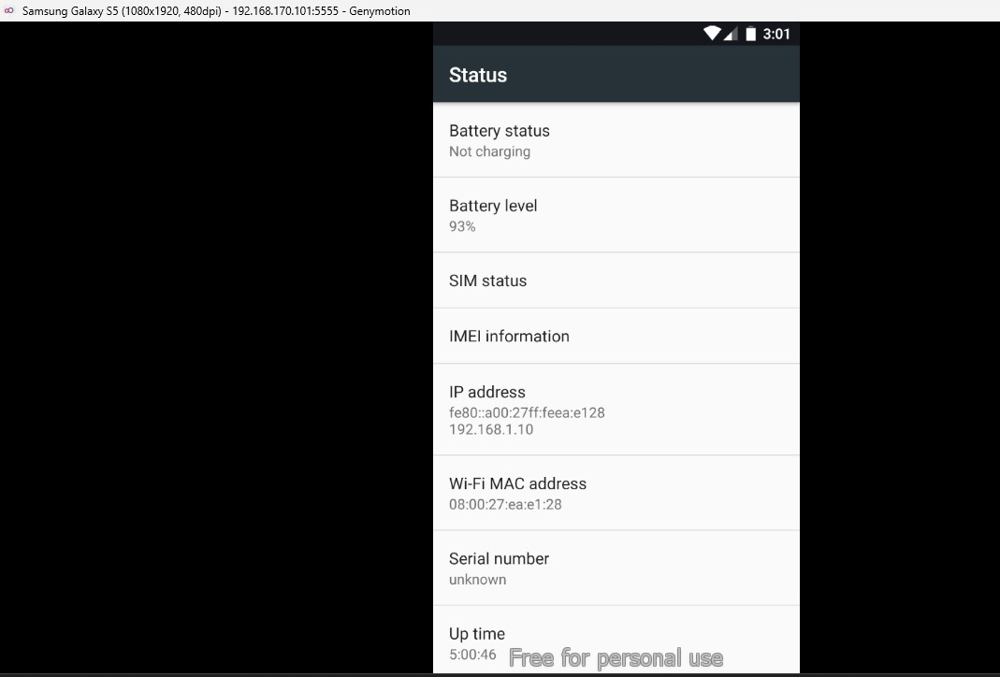 Samsung Galaxy S5 (1080x1920, 480dpi) - 192.168.170.101:5555 - Genymotion
3:01
Status
Battery status
Not charging
Battery level
93%
SIM status
IMEI information
IP address
fe80::a00:27ff:feea:e128
192.168.1.10
Wi-Fi MAC address
08:00:27:ea:e1:28
Serial number
unknown
Up time
5:00:46
Free for personal use